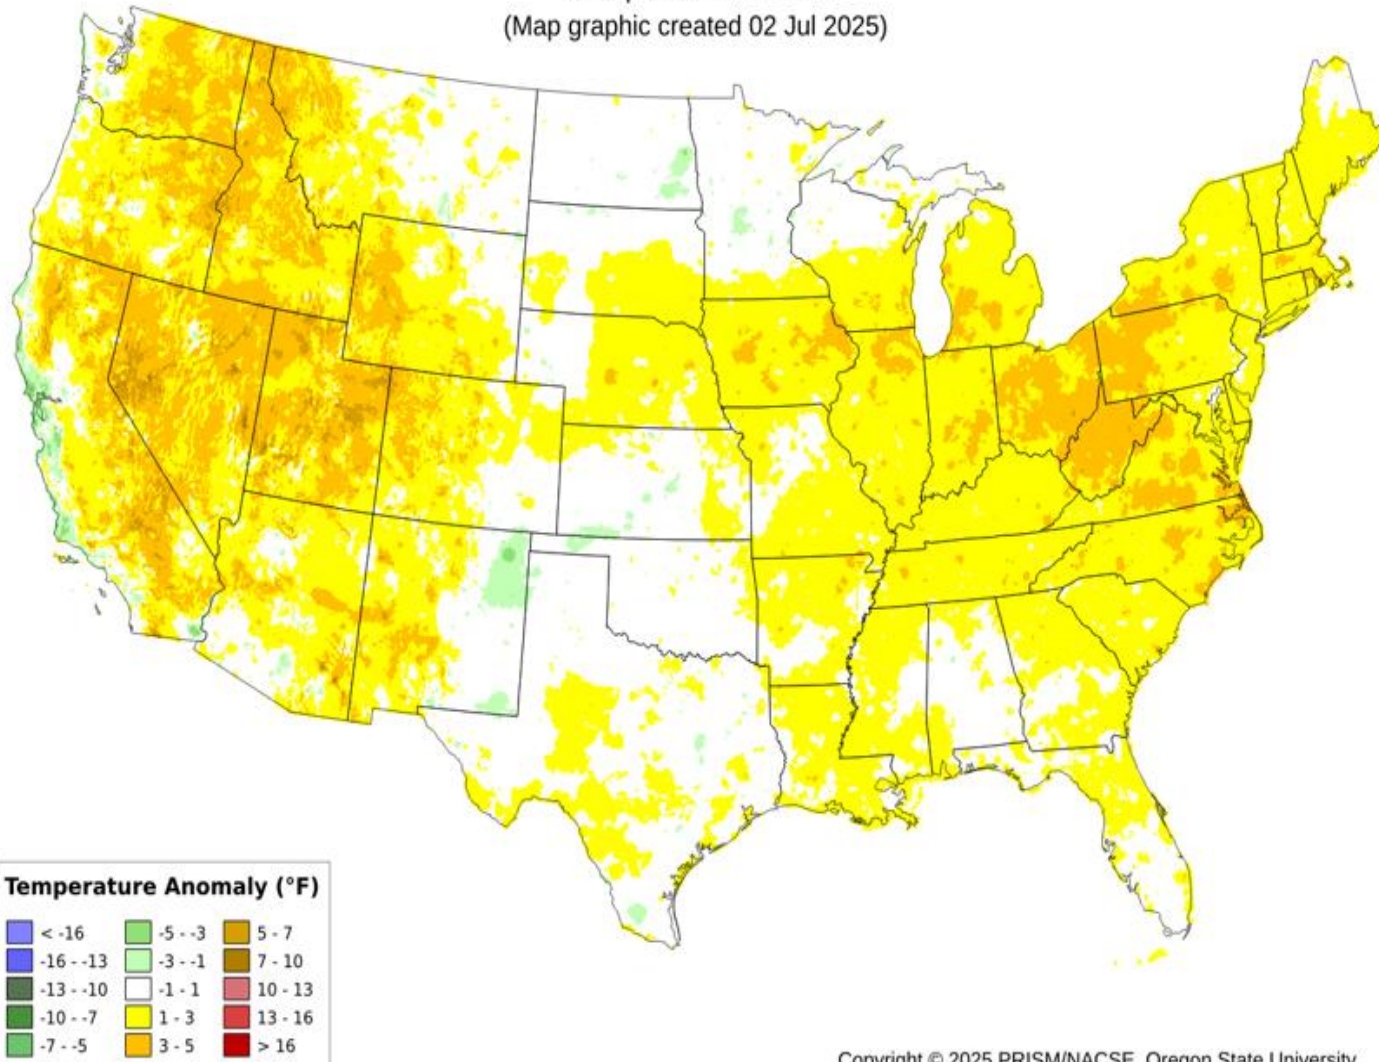 (Map graphic created 02 Jul 2025)
Temperature Anomaly (°F)
< -16
-5 - -3
5 - 7
-16 - -13
-3 - -1
7 - 10
-13 - -10
-1 - 1
10 - 13
-10 - -7
1 - 3
13 - 16
-7 - -5
3 - 5
> 16
Copyright © 2025 PRISM/NACSE, Oregon State University